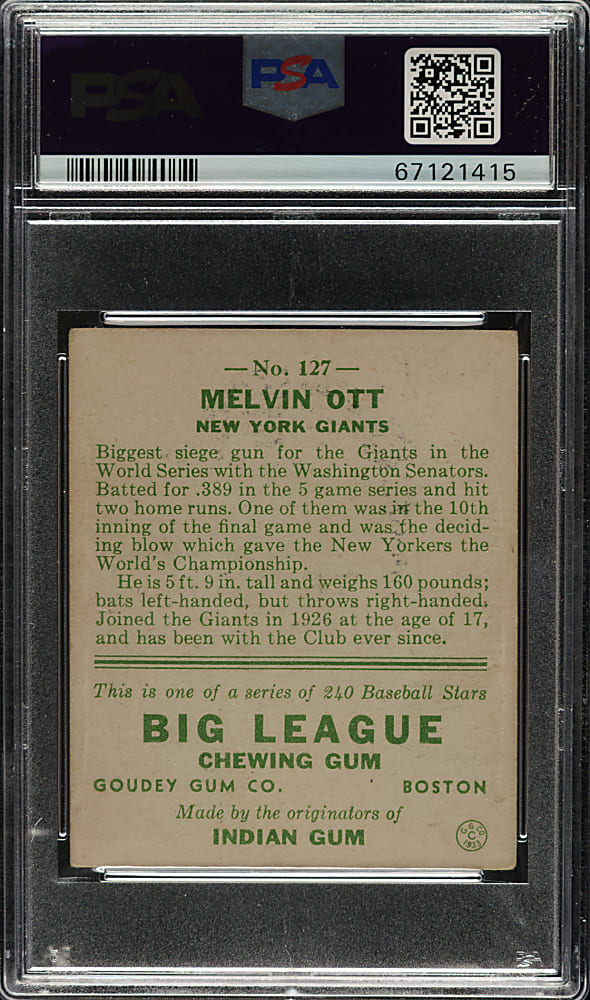 PSA
PSA
67121415
— No. 127 —
MELVIN OTT
NEW YORK GIANTS
Biggest siege gun for the Giants in the
World Series with the Washington Senators.
Batted for .389 in the 5 game series and hit
two home runs. One of them was in the 10th
inning of the final game and was the decid-
ing blow which gave the New Yorkers the
World's Championship.
He is 5 ft. 9 in. tall and weighs 160 pounds;
bats left-handed, but throws right-handed.
Joined the Giants in 1926 at the age of 17,
and has been with the Club ever since.
This is one of a series of 240 Baseball Stars
BIG LEAGUE
CHEWING GUM
GOUDEY GUM CO. BOSTON
Made by the originators of
INDIAN GUM
G.G.CO.
C
1933